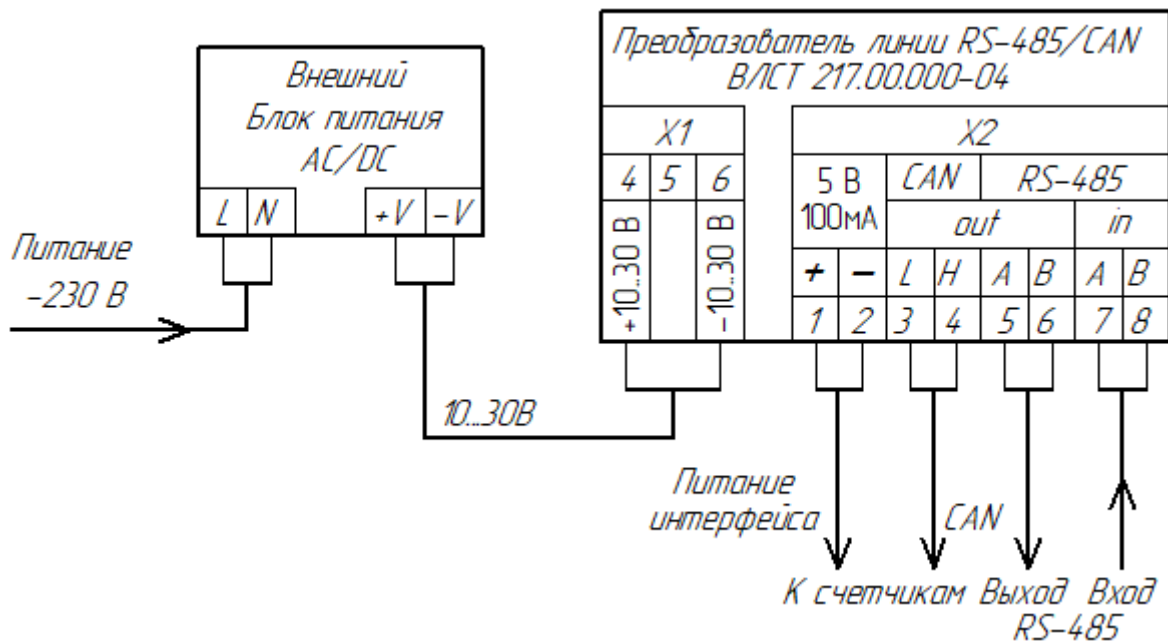 Внешний
Блок питания
AC/DC
L N +V -V
Питание
~230 В
10...30В
Преобразователь линии RS-485/CAN
ВЛСТ 217.00.000-04
X1 X2
4 5 6
+10..30 В -10..30 В
5 В CAN RS-485
100мА out in
+ - L H A B A B
1 2 3 4 5 6 7 8
Питание
интерфейса CAN
К счетчикам Выход Вход
RS-485